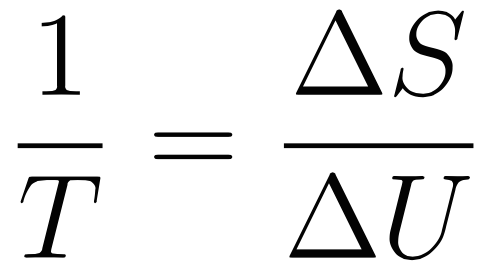 1/T = ΔS/ΔU